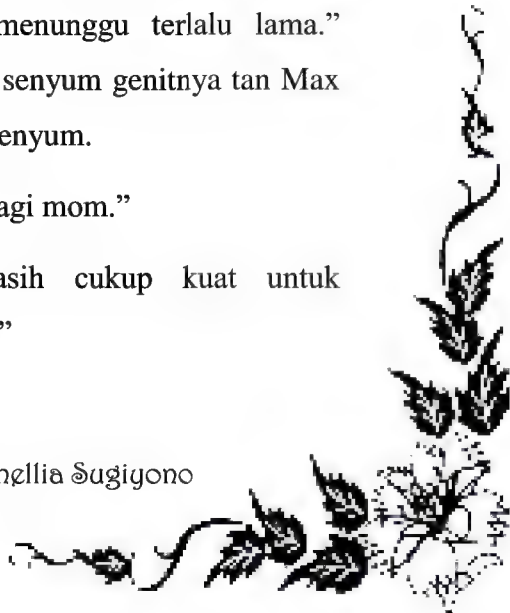 menunggu terlalu lama.”
senyum genitnya tan Max
enyum.
agi mom.”
asih cukup kuat untuk
”
nellia Sugiyono